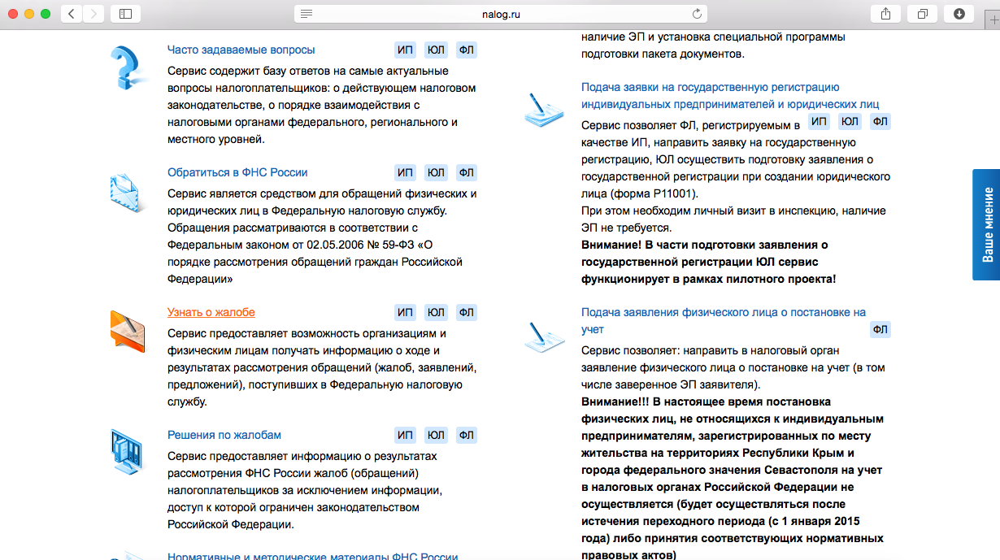 nalog.ru
Часто задаваемые вопросы
ИП ЮЛ ФЛ
Сервис содержит базу ответов на самые актуальные
вопросы налогоплательщиков: о действующем налоговом
законодательстве, о порядке взаимодействия с
налоговыми органами федерального, регионального и
местного уровней.
Обратиться в ФНС России
ИП ЮЛ ФЛ
Сервис является средством для обращений физических и
юридических лиц в Федеральную налоговую службу.
Обращения рассматриваются в соответствии с
Федеральным законом от 02.05.2006 № 59-ФЗ «О
порядке рассмотрения обращений граждан Российской
Федерации»
Узнать о жалобе
ИП ЮЛ ФЛ
Сервис предоставляет возможность организациям и
физическим лицам получать информацию о ходе и
результатах рассмотрения обращений (жалоб, заявлений,
предложений), поступивших в Федеральную налоговую
службу.
Решения по жалобам
ИП ЮЛ ФЛ
Сервис предоставляет информацию о результатах
рассмотрения ФНС России жалоб (обращений)
налогоплательщиков за исключением информации,
доступ к которой ограничен законодательством
Российской Федерации.
Нормативные и методические материалы ФНС России
наличие ЭП и установка специальной программы
подготовки пакета документов.
Подача заявки на государственную регистрацию
индивидуальных предпринимателей и юридических лиц
ИП ЮЛ ФЛ
Сервис позволяет ФЛ, регистрируемым в
качестве ИП, направить заявку на государственную
регистрацию, ЮЛ осуществить подготовку заявления о
государственной регистрации при создании юридического
лица (форма Р11001).
При этом необходим личный визит в инспекцию, наличие
ЭП не требуется.
Внимание! В части подготовки заявления о
государственной регистрации ЮЛ сервис
функционирует в рамках пилотного проекта!
Подача заявления физического лица о постановке на
учет
ФЛ
Сервис позволяет: направить в налоговый орган
заявление физического лица о постановке на учет (в том
числе заверенное ЭП заявителя).
Внимание!!! В настоящее время постановка
физических лиц, не относящихся к индивидуальным
предпринимателям, зарегистрированных по месту
жительства на территориях Республики Крым и
города федерального значения Севастополя на учет
в налоговых органах Российской Федерации не
осуществляется (будет осуществляться после
истечения переходного периода (с 1 января 2015
года) либо принятия соответствующих нормативных
правовых актов)
Ваше мнение